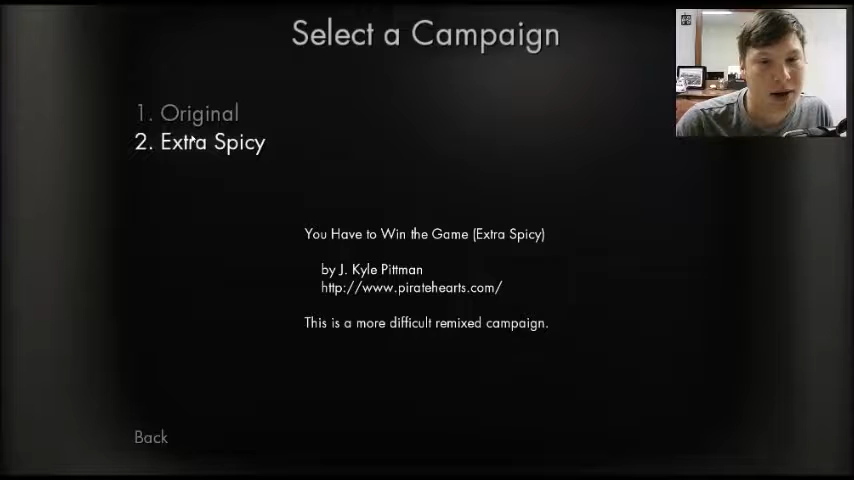 Select a Campaign
1. Original
2. Extra Spicy
You Have to Win the Game (Extra Spicy)
by J. Kyle Pittman
http://www.piratehearts.com/
This is a more difficult remixed campaign.
Back